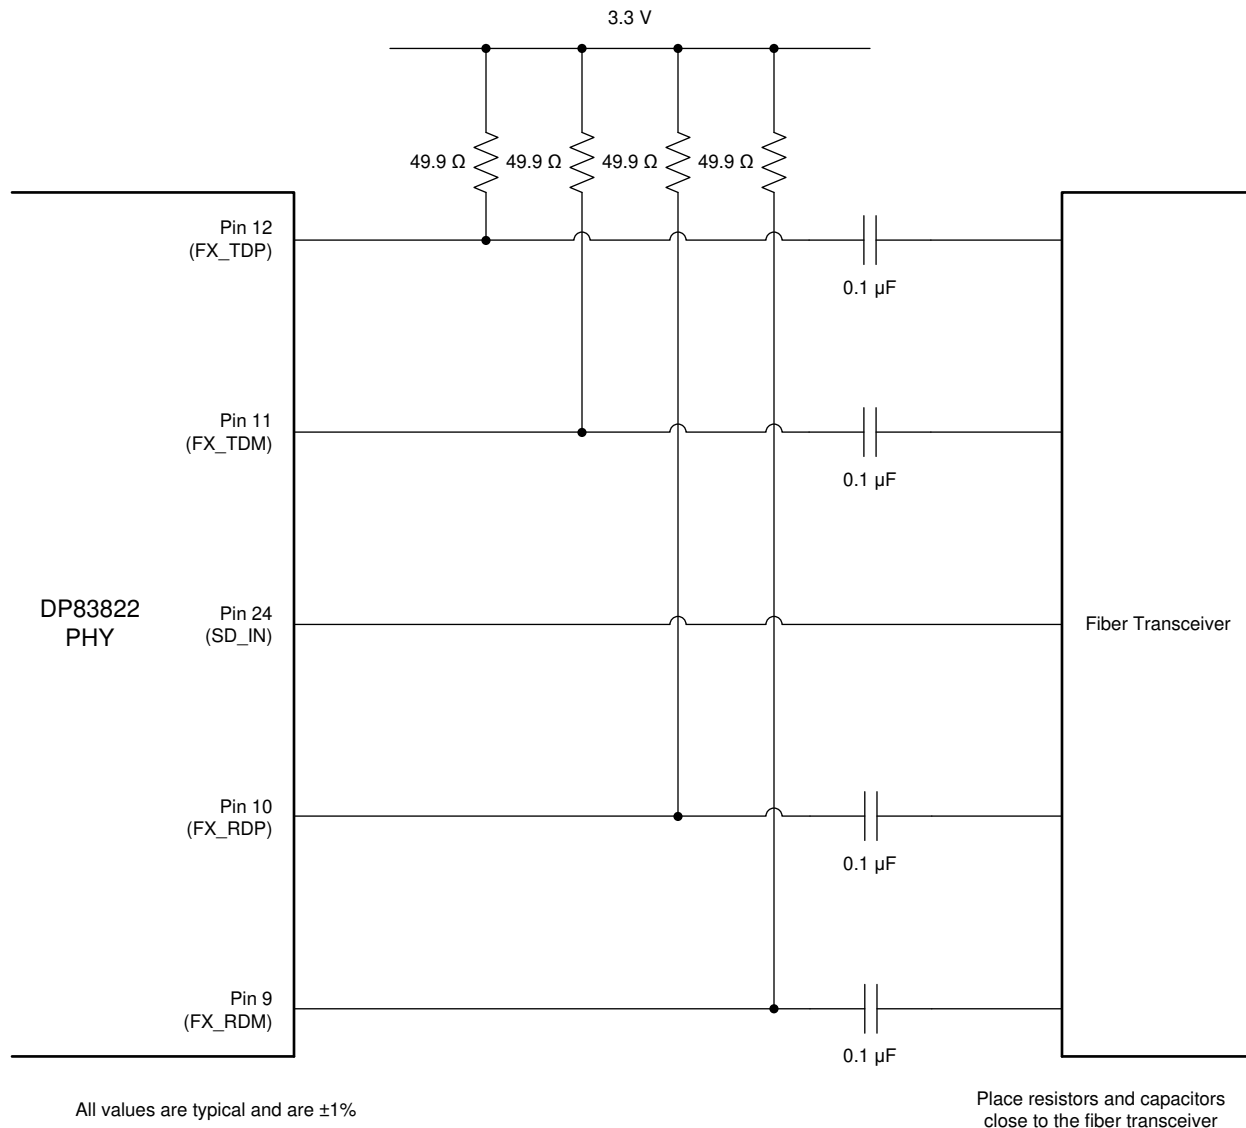 3.3 V
49.9 Ω 49.9 Ω 49.9 Ω 49.9 Ω
Pin 12
(FX_TDP)
0.1 µF
Pin 11
(FX_TDM)
0.1 µF
DP83822
PHY
Pin 24
(SD_IN)
Fiber Transceiver
Pin 10
(FX_RDP)
0.1 µF
Pin 9
(FX_RDM)
0.1 µF
All values are typical and are ±1%
Place resistors and capacitors
close to the fiber transceiver